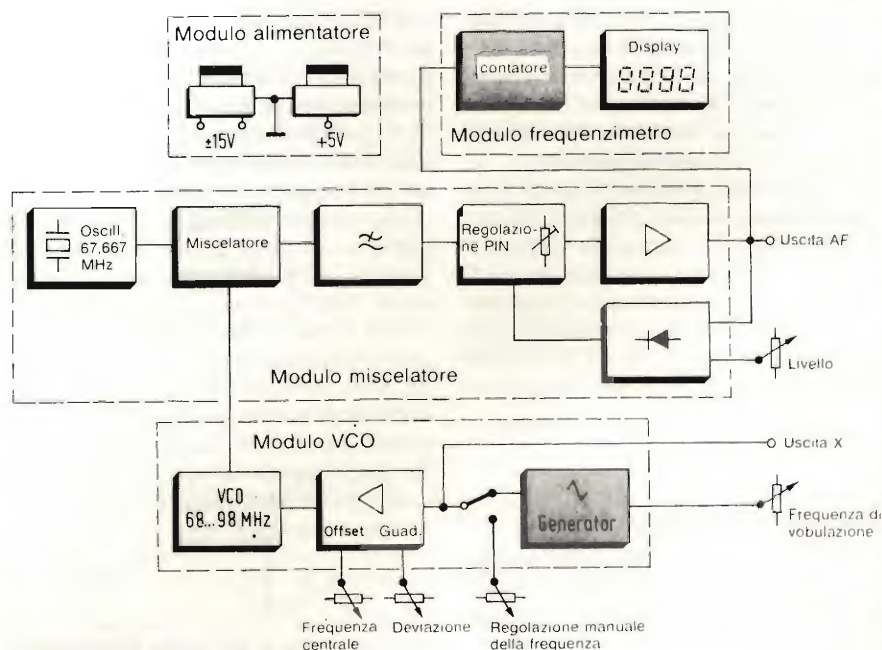 Modulo alimentatore
±15V
+5V
contatore
Display
8888
Modulo frequenzimetro
Oscill.
67,667
MHz
Miscelatore
Regolazio-
ne PIN
Uscita AF
Livello
Modulo miscelatore
Modulo VCO
Uscita X
VCO
68...98 MHz
Offset Guad.
Generator
Frequenza de
vobulazione
Frequenza
centrale
Deviazione
Regolazione manuale
della frequenza